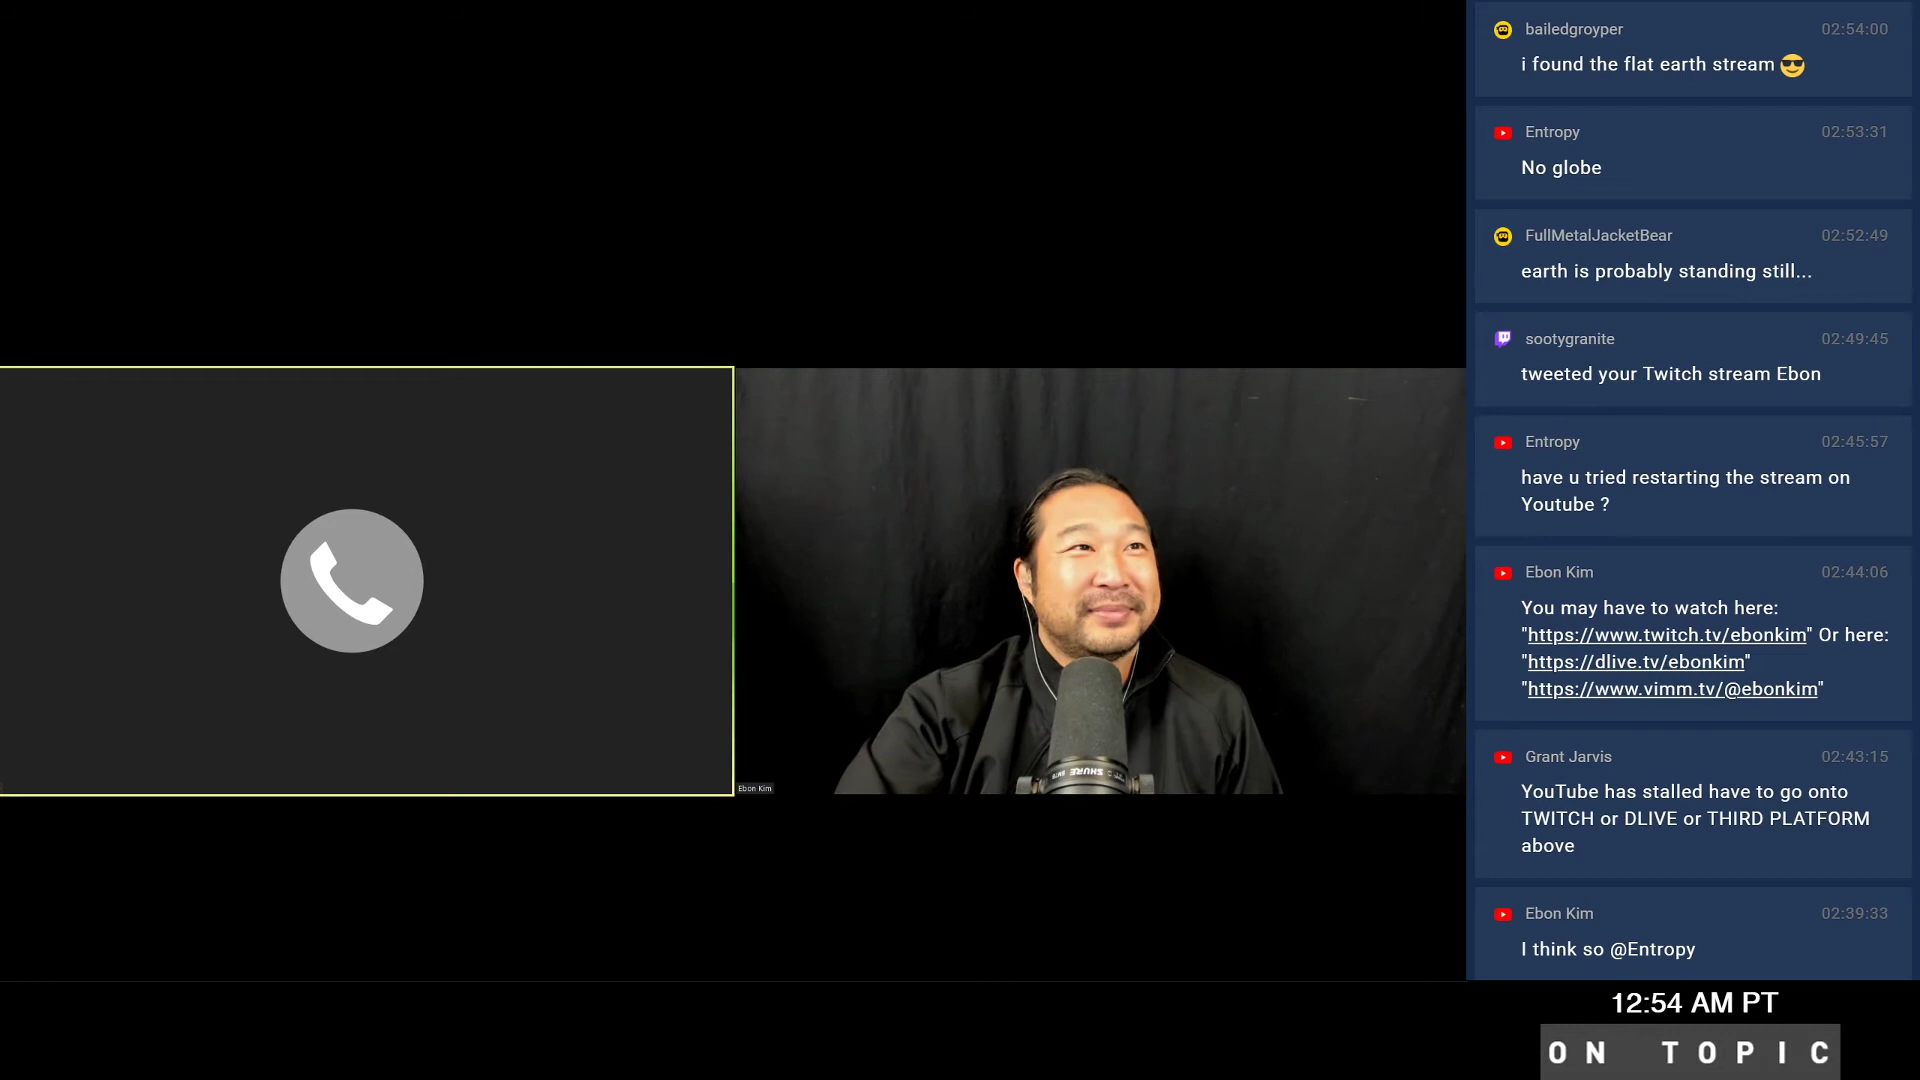 bailedgroyper 02:54:00
i found the flat earth stream 😎
Entropy 02:53:31
No globe
FullMetalJacketBear 02:52:49
earth is probably standing still...
sootygranite 02:49:45
tweeted your Twitch stream Ebon
Entropy 02:45:57
have u tried restarting the stream on
Youtube ?
Ebon Kim 02:44:06
You may have to watch here:
"https://www.twitch.tv/ebonkim" Or here:
"https://dlive.tv/ebonkim"
"https://www.vimm.tv/@ebonkim"
Grant Jarvis 02:43:15
YouTube has stalled have to go onto
TWITCH or DLIVE or THIRD PLATFORM
above
Ebon Kim 02:39:33
I think so @Entropy
SHURE
Ebon Kim
12:54 AM PT
ON TOPIC